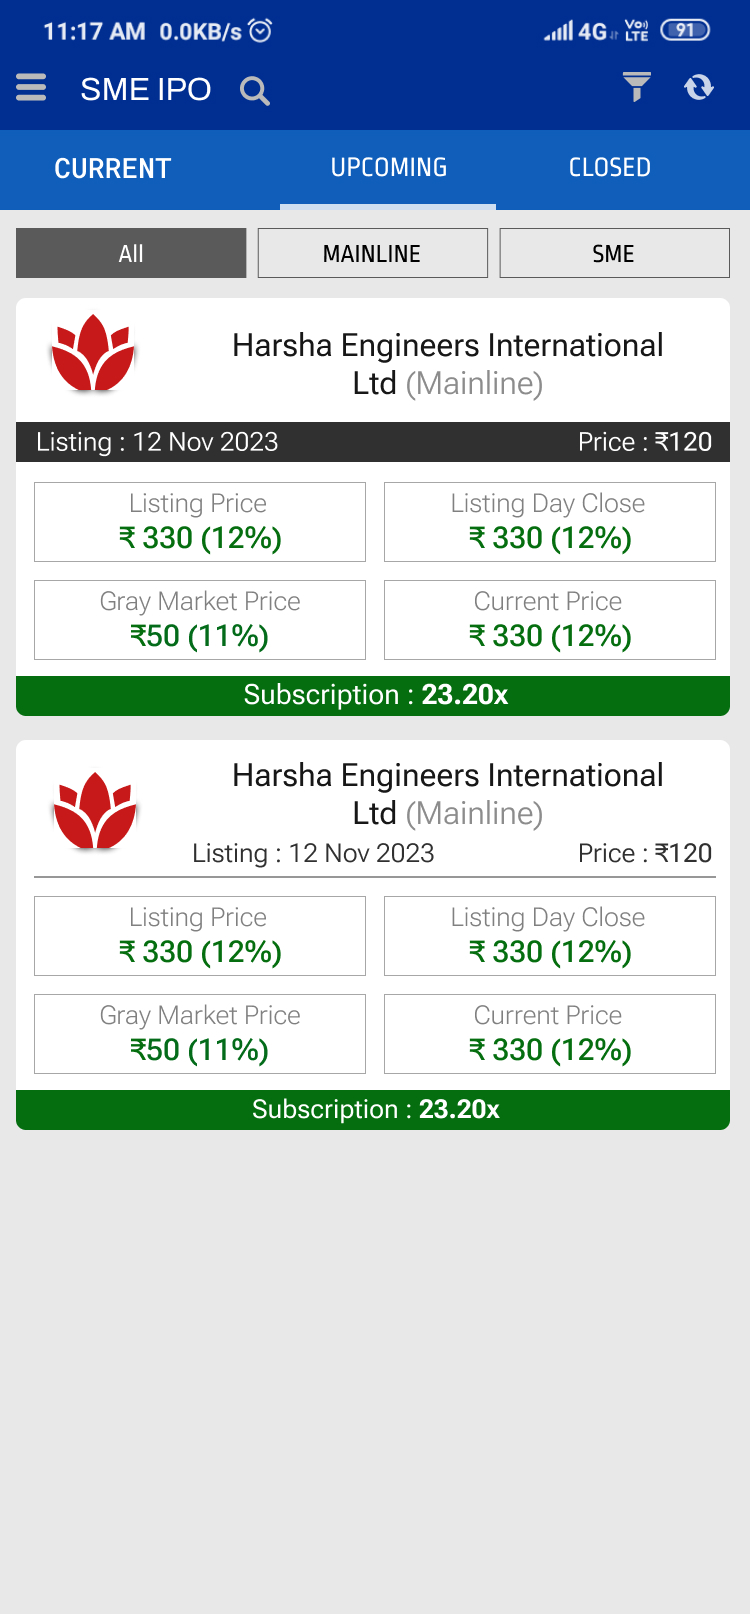 11:17 AM 0.0KB/s 4G Vo) LTE 91
SME IPO
CURRENT UPCOMING CLOSED
All MAINLINE SME
Harsha Engineers International
Ltd (Mainline)
Listing : 12 Nov 2023 Price : ₹120
Listing Price Listing Day Close
₹ 330 (12%) ₹ 330 (12%)
Gray Market Price Current Price
₹50 (11%) ₹ 330 (12%)
Subscription : 23.20x
Harsha Engineers International
Ltd (Mainline)
Listing : 12 Nov 2023 Price : ₹120
Listing Price Listing Day Close
₹ 330 (12%) ₹ 330 (12%)
Gray Market Price Current Price
₹50 (11%) ₹ 330 (12%)
Subscription : 23.20x